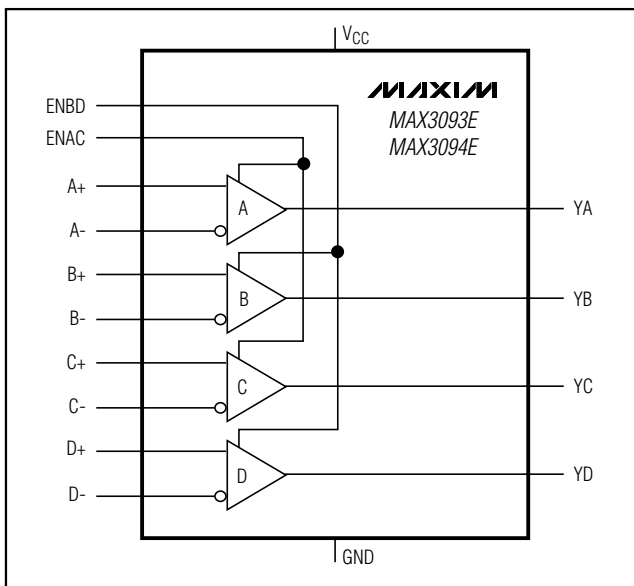 VCC
MAXIM
MAX3093E
MAX3094E
ENBD
ENAC
A+
A-
A
YA
B+
B-
B
YB
C+
C-
C
YC
D+
D-
D
YD
GND